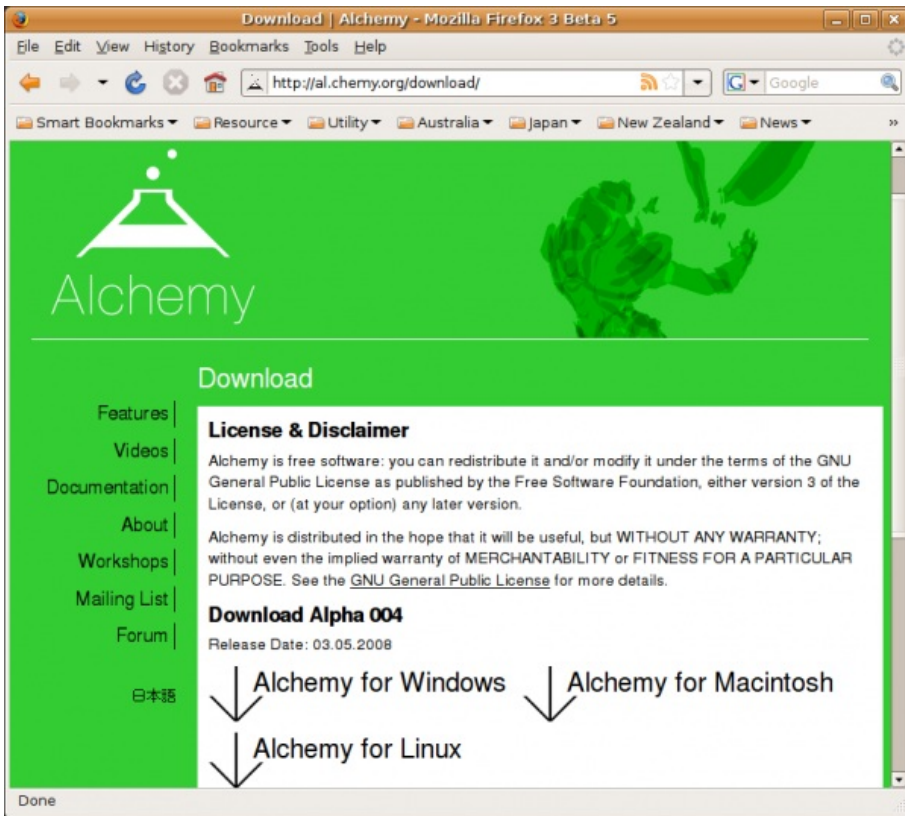 Download | Alchemy - Mozilla Firefox 3 Beta 5
File Edit View History Bookmarks Tools Help
http://al.chemy.org/download/
Google
Smart Bookmarks Resource Utility Australia Japan New Zealand News »
Alchemy
Download
Features
Videos
Documentation
About
Workshops
Mailing List
Forum
日本語
License & Disclaimer
Alchemy is free software: you can redistribute it and/or modify it under the terms of the GNU
General Public License as published by the Free Software Foundation, either version 3 of the
License, or (at your option) any later version.
Alchemy is distributed in the hope that it will be useful, but WITHOUT ANY WARRANTY;
without even the implied warranty of MERCHANTABILITY or FITNESS FOR A PARTICULAR
PURPOSE. See the GNU General Public License for more details.
Download Alpha 004
Release Date: 03.05.2008
Alchemy for Windows
Alchemy for Macintosh
Alchemy for Linux
Done